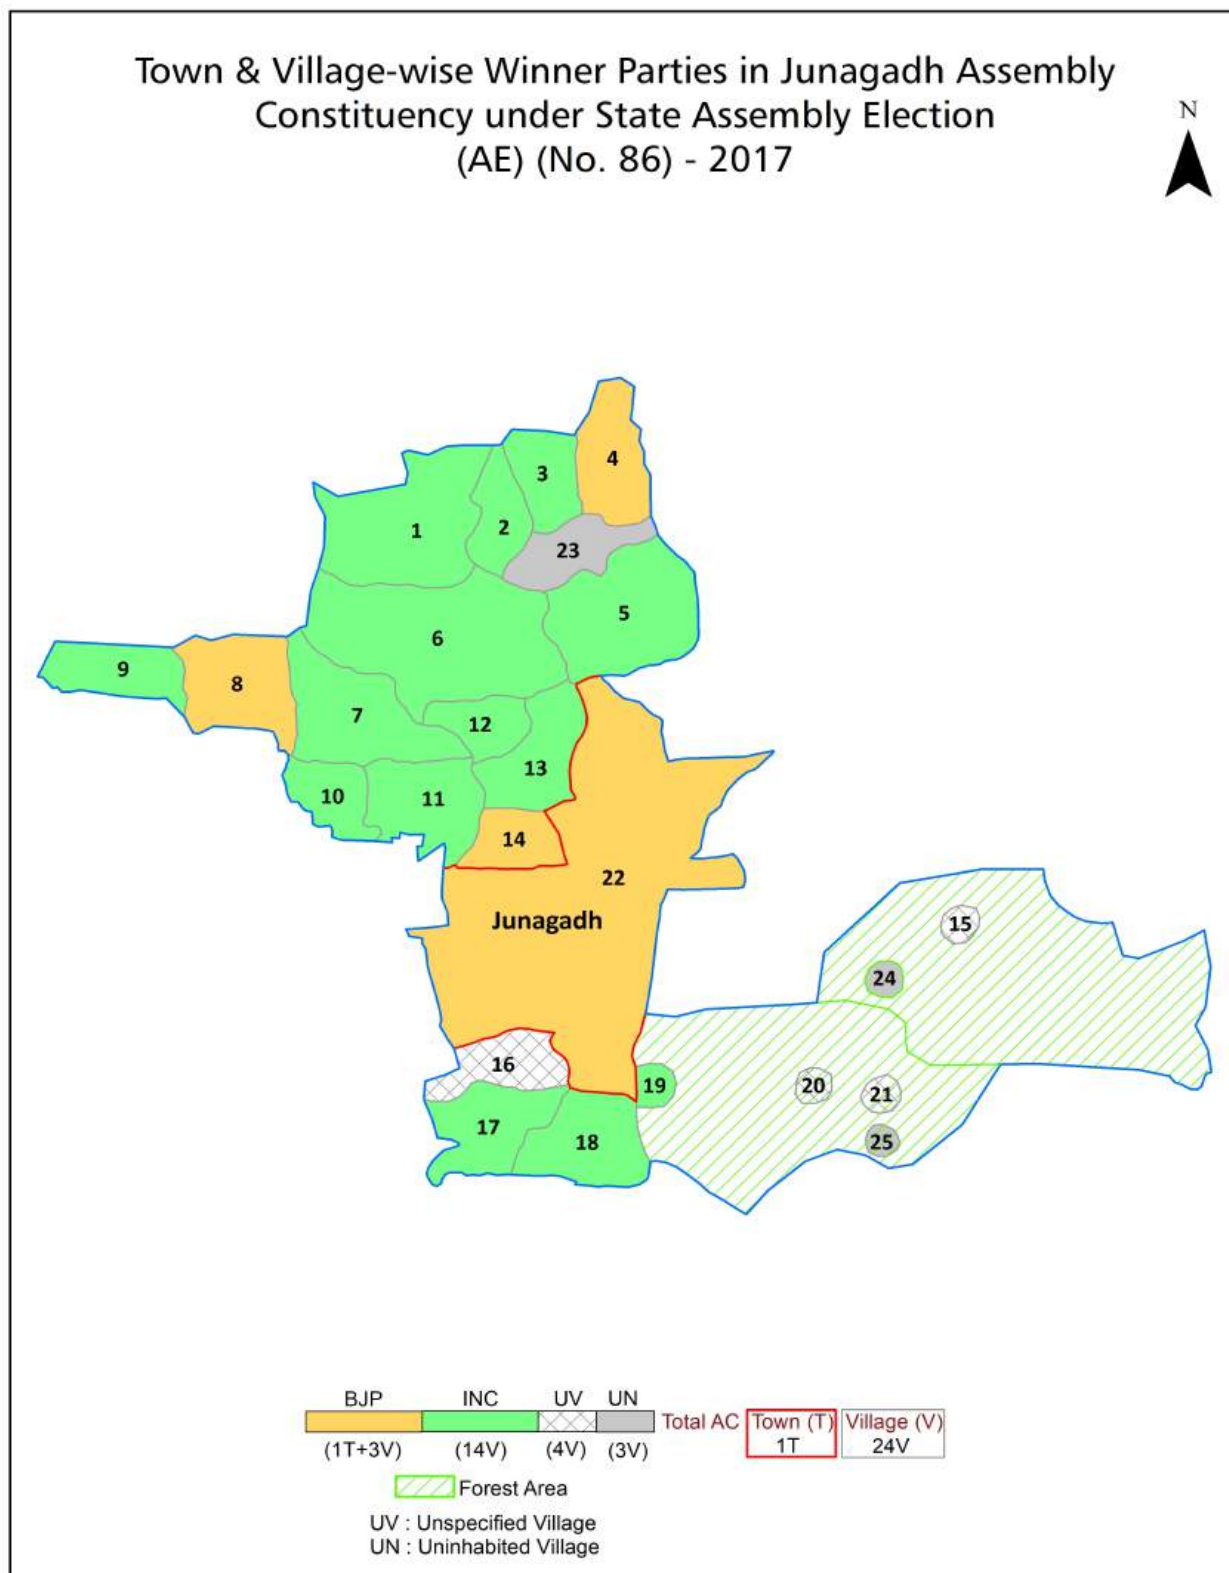 Town & Village-wise Winner Parties in Junagadh Assembly
Constituency under State Assembly Election
(AE) (No. 86) - 2017
N
4
3
1
2
23
5
6
9
8
7
12
13
10
11
14
22
Junagadh
15
24
16
19
20
21
17
18
25
BJP INC UV UN
Total AC Town (T) Village (V)
(1T+3V) (14V) (4V) (3V) 1T 24V
Forest Area
UV : Unspecified Village
UN : Uninhabited Village